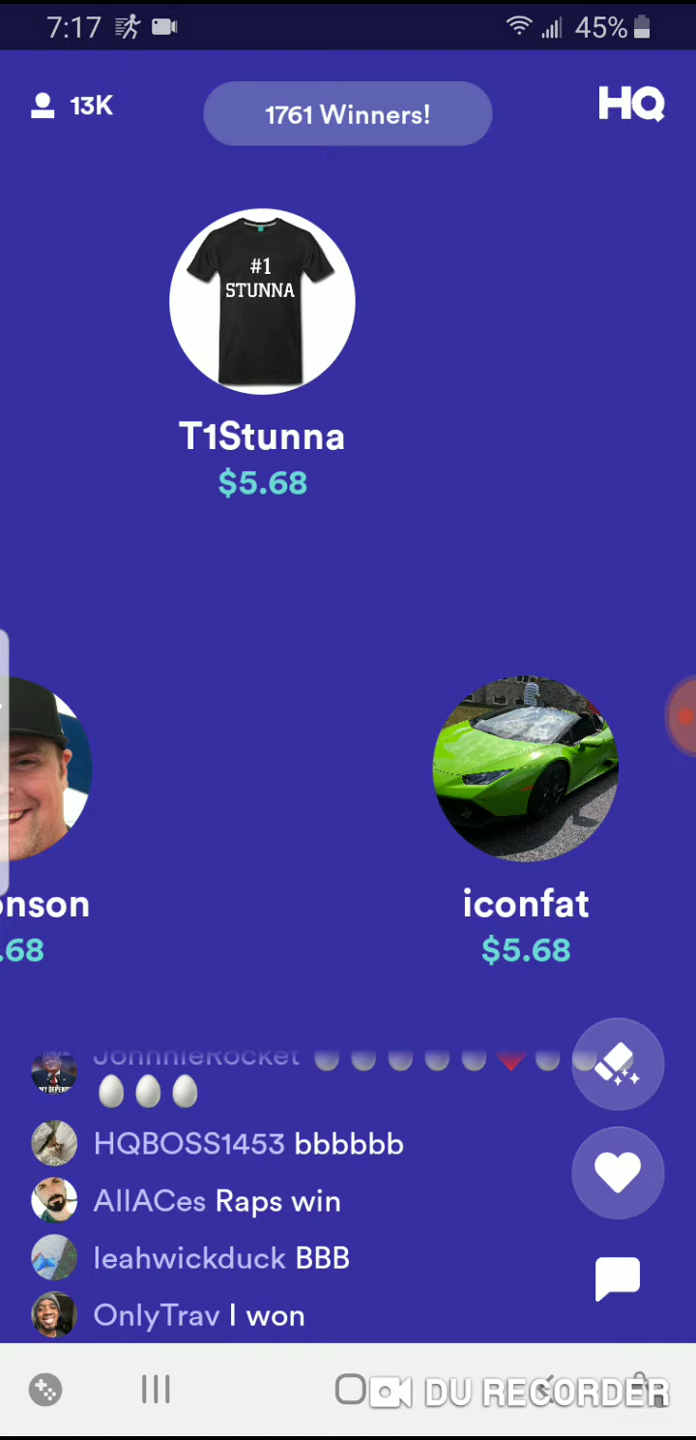 7:17
45%
13K
1761 Winners!
HQ
#1
STUNNA
T1Stunna
$5.68
onson
.68
iconfat
$5.68
JohnnieRocket
HQBOSS1453 bbbbbb
AllACes Raps win
leahwickduck BBB
OnlyTrav I won
DU RECORDER